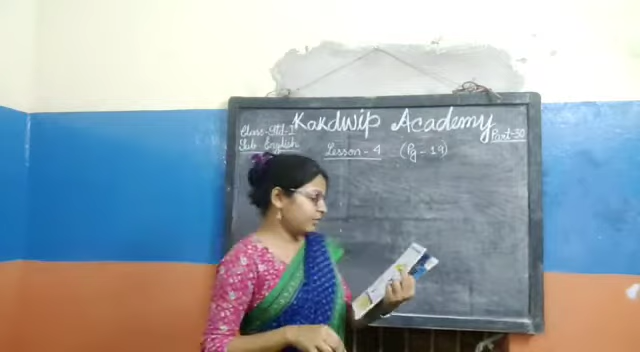 Kakdwip Academy
Class-Std-I
Part-30
Sub English
Lesson-4 (Pg-19)